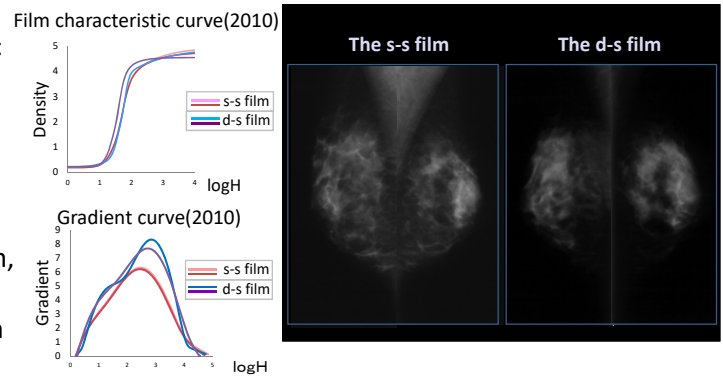 Film characteristic curve(2010)
5
4
3
2
1
0
Density
0 1 2 3 4
logH
s-s film
d-s film
Gradient curve(2010)
9
8
7
6
5
4
3
2
1
0
Gradient
0 1 2 3 4 5
logH
s-s film
d-s film
The s-s film
The d-s film